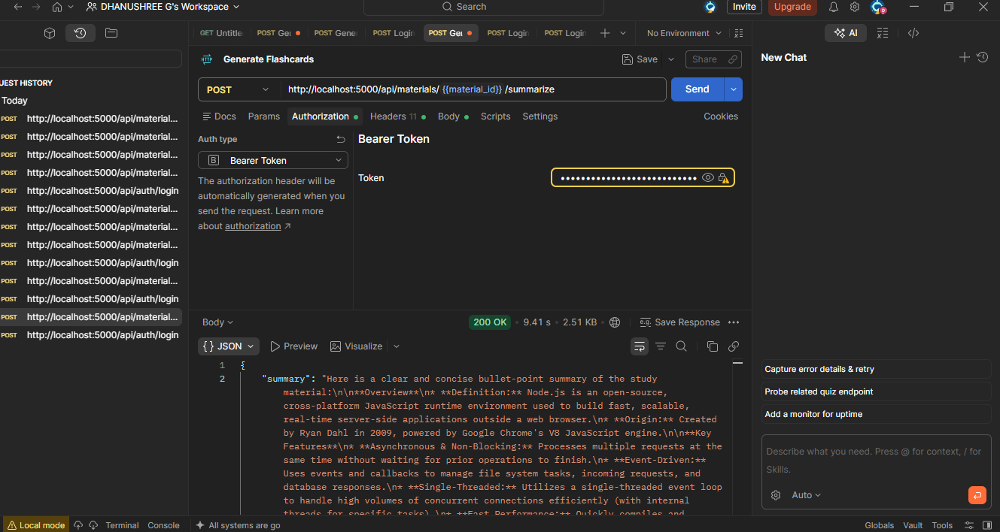 DHANUSHREE G's Workspace
Search
Invite
Upgrade
GET Untitle
POST Ger
POST Gene
POST Login
POST Ger
POST Login
POST Login
No Environment
AI
HTTP
Generate Flashcards
Save
Share
New Chat
UEST HISTORY
Today
POST http://localhost:5000/api/material...
POST http://localhost:5000/api/material...
POST http://localhost:5000/api/material...
POST http://localhost:5000/api/material...
POST http://localhost:5000/api/auth/login
POST http://localhost:5000/api/material...
POST http://localhost:5000/api/material...
POST http://localhost:5000/api/material...
POST http://localhost:5000/api/auth/login
POST http://localhost:5000/api/material...
POST http://localhost:5000/api/auth/login
POST http://localhost:5000/api/material...
POST http://localhost:5000/api/auth/login
POST
http://localhost:5000/api/materials/ {{material_id}} /summarize
Send
Docs
Params
Authorization
Headers 11
Body
Scripts
Settings
Cookies
Auth type
B Bearer Token
The authorization header will be
automatically generated when you
send the request. Learn more
about authorization ↗
Bearer Token
Token
Body
200 OK • 9.41 s • 2.51 KB
e.g. Save Response
{} JSON
Preview
Visualize
1 {
2 "summary": "Here is a clear and concise bullet-point summary of the study
material:\n\n**Overview**\n* **Definition:** Node.js is an open-source,
cross-platform JavaScript runtime environment used to build fast, scalable,
real-time server-side applications outside a web browser.\n* **Origin:** Created
by Ryan Dahl in 2009, powered by Google Chrome's V8 JavaScript engine.\n\n**Key
Features**\n* **Asynchronous & Non-Blocking:** Processes multiple requests at the
same time without waiting for prior operations to finish.\n* **Event-Driven:**
Uses events and callbacks to manage file system tasks, incoming requests, and
database responses.\n* **Single-Threaded:** Utilizes a single-threaded event loop
to handle high volumes of concurrent connections efficiently (with internal
threads for specific tasks).\n* **Fast Performance:** Quickly compiles and
Capture error details & retry
Probe related quiz endpoint
Add a monitor for uptime
Describe what you need. Press @ for context, / for
Skills.
Auto
Local mode
Terminal
Console
All systems are go
Globals
Vault
Tools